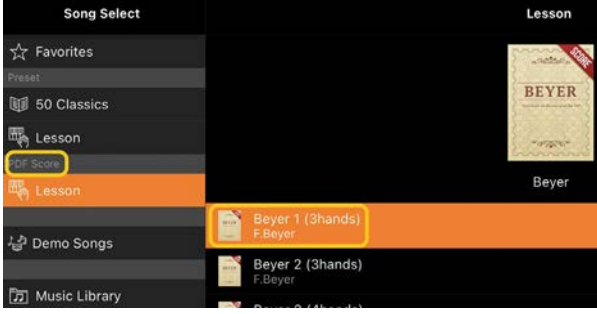 Song Select
Lesson
Favorites
Preset
50 Classics
Lesson
PDF Score
Lesson
Demo Songs
Music Library
SCORE
BEYER
Beyer
Beyer 1 (3hands)
F.Beyer
Beyer 2 (3hands)
F.Beyer